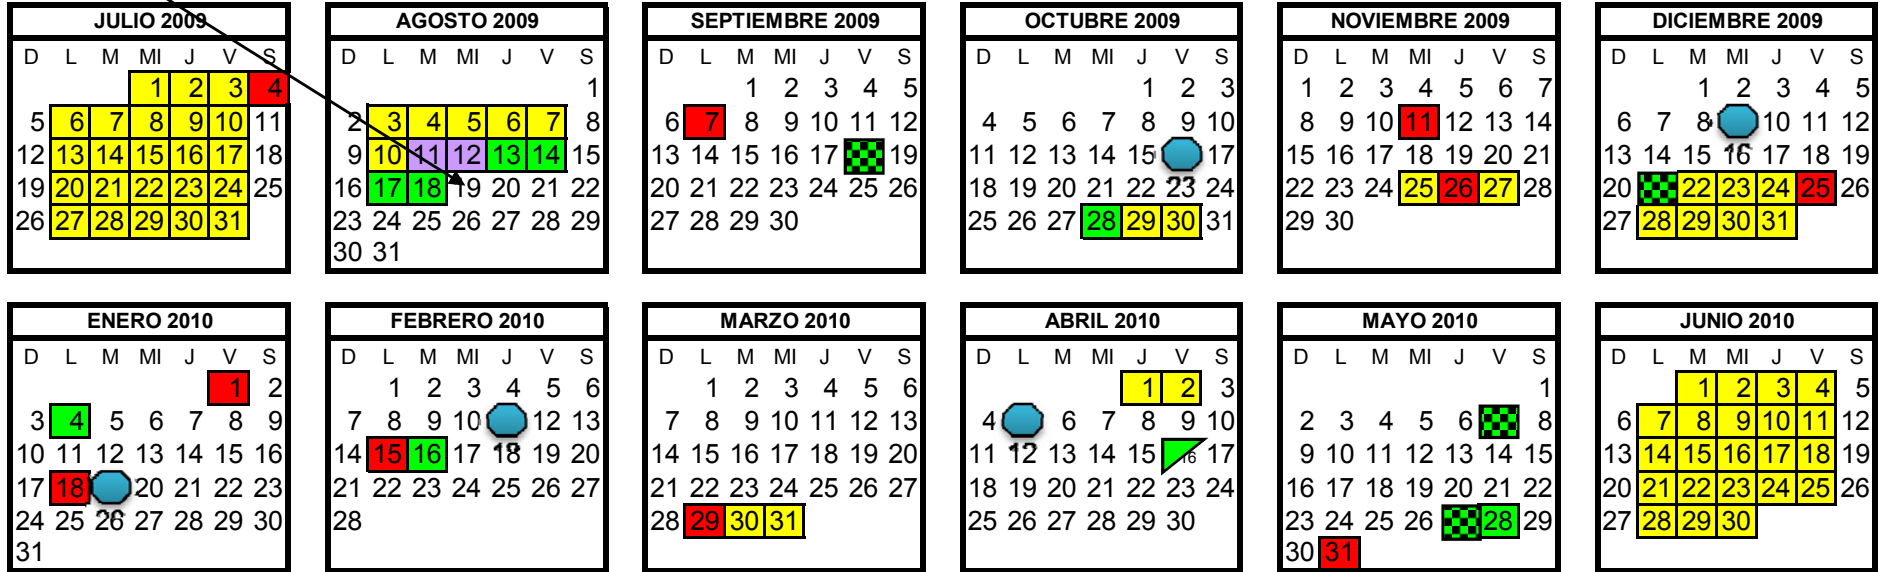 JULIO 2009
D L M MI J V S
1 2 3 4
5 6 7 8 9 10 11
12 13 14 15 16 17 18
19 20 21 22 23 24 25
26 27 28 29 30 31
AGOSTO 2009
D L M MI J V S
1
2 3 4 5 6 7 8
9 10 11 12 13 14 15
16 17 18 19 20 21 22
23 24 25 26 27 28 29
30 31
SEPTIEMBRE 2009
D L M MI J V S
1 2 3 4 5
6 7 8 9 10 11 12
13 14 15 16 17 19
20 21 22 23 24 25 26
27 28 29 30
OCTUBRE 2009
D L M MI J V S
1 2 3
4 5 6 7 8 9 10
11 12 13 14 15 17
18 19 20 21 22 23 24
25 26 27 28 29 30 31
NOVIEMBRE 2009
D L M MI J V S
1 2 3 4 5 6 7
8 9 10 11 12 13 14
15 16 17 18 19 20 21
22 23 24 25 26 27 28
29 30
DICIEMBRE 2009
D L M MI J V S
1 2 3 4 5
6 7 8 10 11 12
13 14 15 16 17 18 19
20 22 23 24 25 26
27 28 29 30 31
ENERO 2010
D L M MI J V S
1 2
3 4 5 6 7 8 9
10 11 12 13 14 15 16
17 18 20 21 22 23
24 25 26 27 28 29 30
31
FEBRERO 2010
D L M MI J V S
1 2 3 4 5 6
7 8 9 10 12 13
14 15 16 17 18 19 20
21 22 23 24 25 26 27
28
MARZO 2010
D L M MI J V S
1 2 3 4 5 6
7 8 9 10 11 12 13
14 15 16 17 18 19 20
21 22 23 24 25 26 27
28 29 30 31
ABRIL 2010
D L M MI J V S
1 2 3
4 6 7 8 9 10
11 12 13 14 15 16 17
18 19 20 21 22 23 24
25 26 27 28 29 30
MAYO 2010
D L M MI J V S
1
2 3 4 5 6 8
9 10 11 12 13 14 15
16 17 18 19 20 21 22
23 24 25 26 28 29
30 31
JUNIO 2010
D L M MI J V S
1 2 3 4 5
6 7 8 9 10 11 12
13 14 15 16 17 18 19
20 21 22 23 24 25 26
27 28 29 30